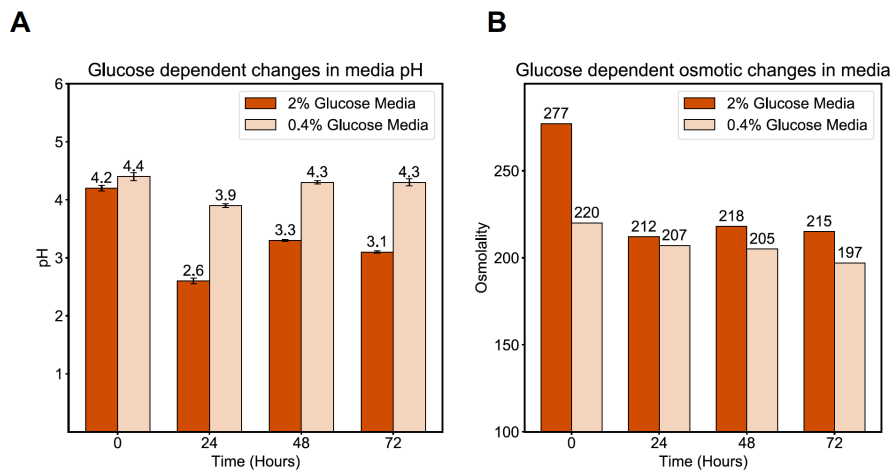 A
Glucose dependent changes in media pH
2% Glucose Media
0.4% Glucose Media
6
5
4
3
2
1
pH
4.2
4.4
2.6
3.9
3.3
4.3
3.1
4.3
0
24
48
72
Time (Hours)
B
Glucose dependent osmotic changes in media
2% Glucose Media
0.4% Glucose Media
250
200
150
100
Osmolality
277
220
212
207
218
205
215
197
0
24
48
72
Time (Hours)